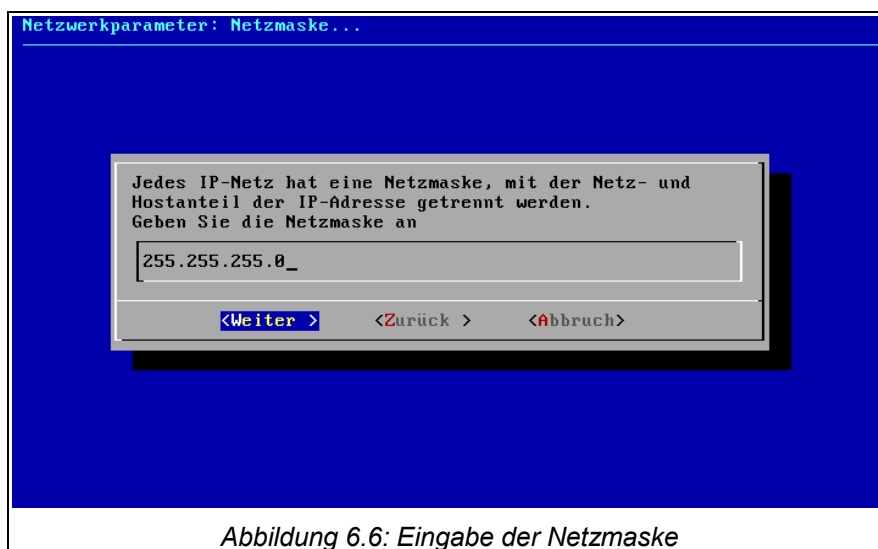 Netzwerkparameter: Netzmaske...
Jedes IP-Netz hat eine Netzmaske, mit der Netz- und
Hostanteil der IP-Adresse getrennt werden.
Geben Sie die Netzmaske an
255.255.255.0_
<Weiter > <Zurück > <Abbruch>
Abbildung 6.6: Eingabe der Netzmaske